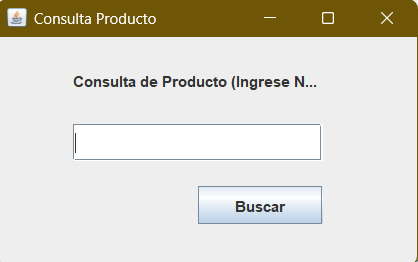 Consulta Producto
Consulta de Producto (Ingrese N...
Buscar